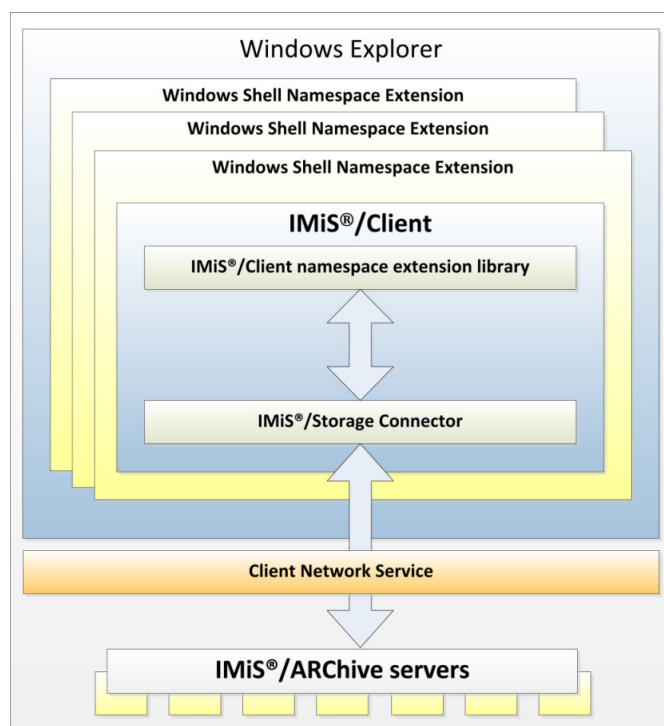 Windows Explorer
Windows Shell Namespace Extension
Windows Shell Namespace Extension
Windows Shell Namespace Extension
IMiS®/Client
IMiS®/Client namespace extension library
IMiS®/Storage Connector
Client Network Service
IMiS®/ARChive servers